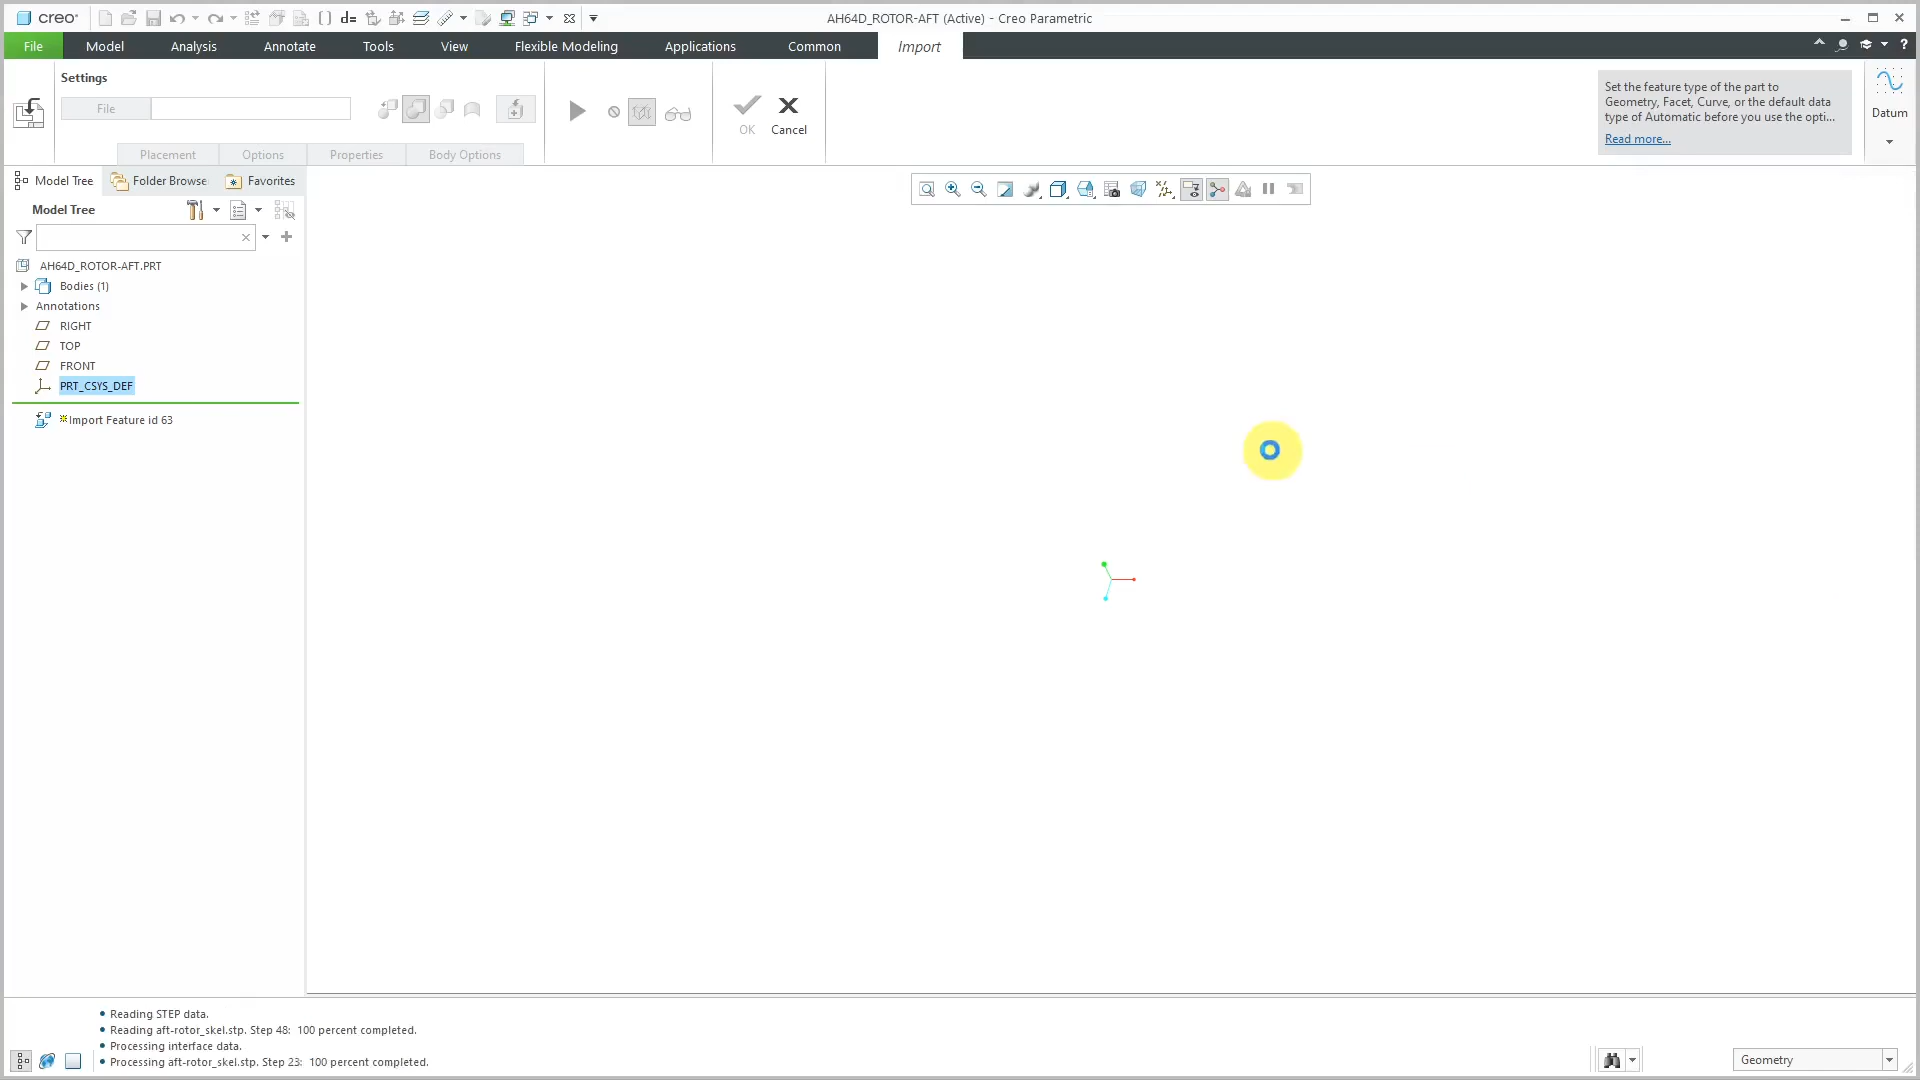 creo
AH64D_ROTOR-AFT (Active) - Creo Parametric
File
Model
Analysis
Annotate
Tools
View
Flexible Modeling
Applications
Common
Import
Settings
File
OK
Cancel
Placement
Options
Properties
Body Options
Set the feature type of the part to
Geometry, Facet, Curve, or the default data
type of Automatic before you use the opti...
Read more...
Datum
Model Tree
Folder Browse
Favorites
Model Tree
AH64D_ROTOR-AFT.PRT
Bodies (1)
Annotations
RIGHT
TOP
FRONT
PRT_CSYS_DEF
Import Feature id 63
Reading STEP data.
Reading aft-rotor_skel.stp. Step 48: 100 percent completed.
Processing interface data.
Processing aft-rotor_skel.stp. Step 23: 100 percent completed.
Geometry